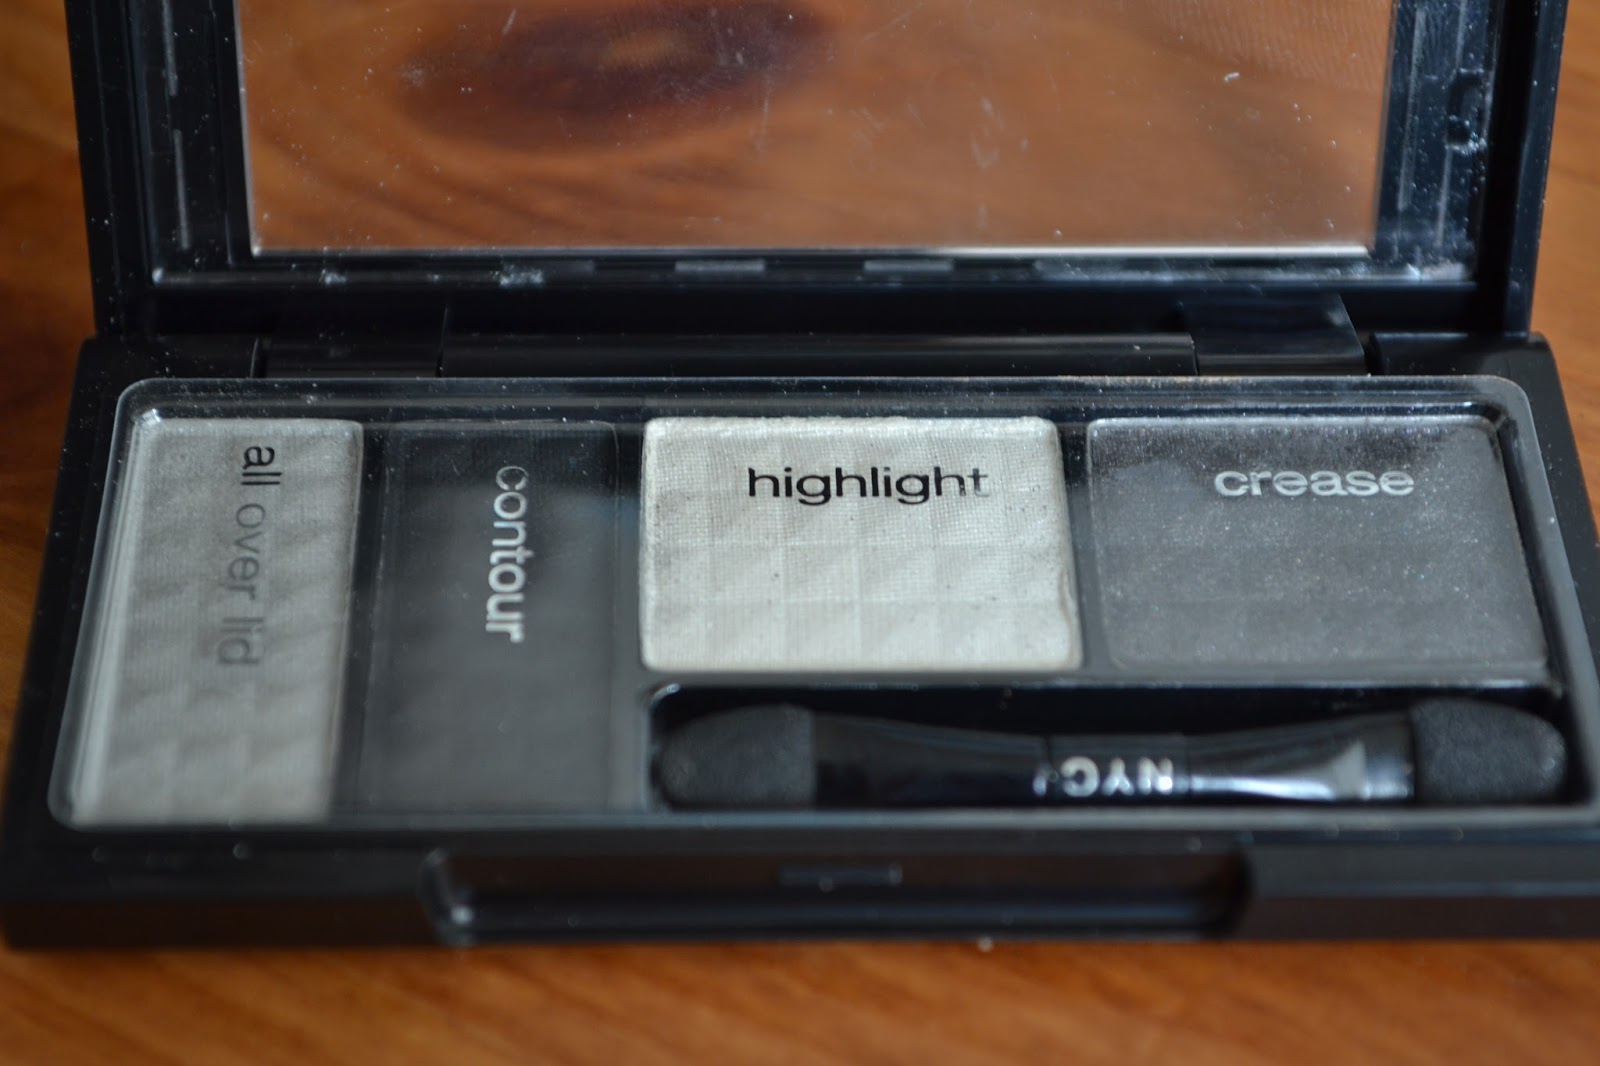 all over lid
contour
highlight
crease
NYC